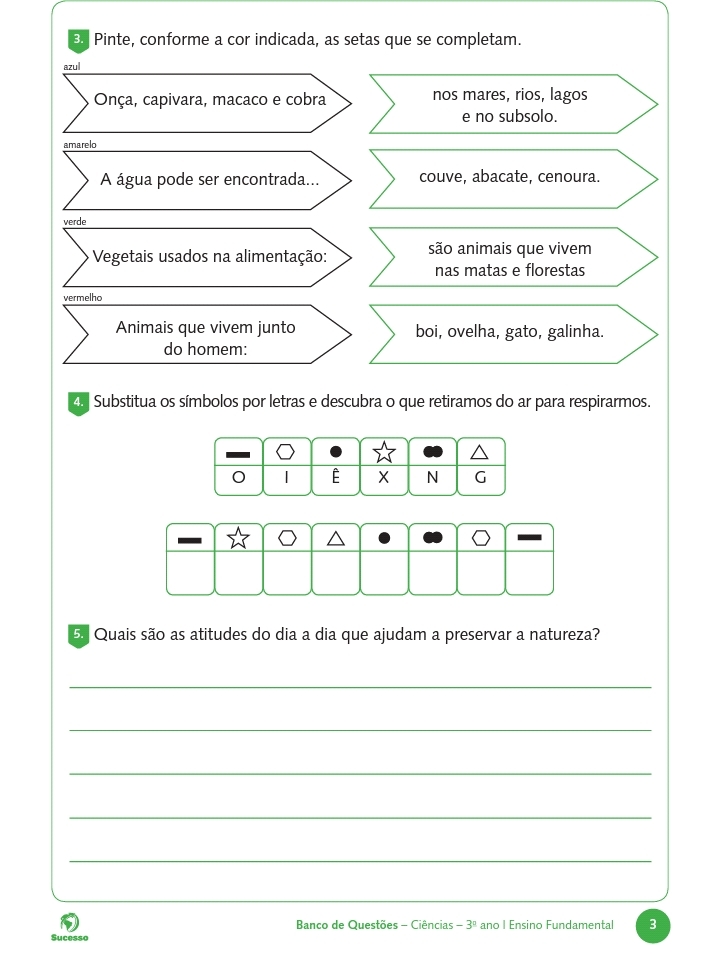 3. Pinte, conforme a cor indicada, as setas que se completam.
azul
Onça, capivara, macaco e cobra
nos mares, rios, lagos
e no subsolo.
amarelo
A água pode ser encontrada...
couve, abacate, cenoura.
verde
Vegetais usados na alimentação:
são animais que vivem
nas matas e florestas
vermelho
Animais que vivem junto
do homem:
boi, ovelha, gato, galinha.
4. Substitua os símbolos por letras e descubra o que retiramos do ar para respirarmos.
O I Ê X N G
5. Quais são as atitudes do dia a dia que ajudam a preservar a natureza?
Sucesso
Banco de Questões – Ciências – 3º ano | Ensino Fundamental
3